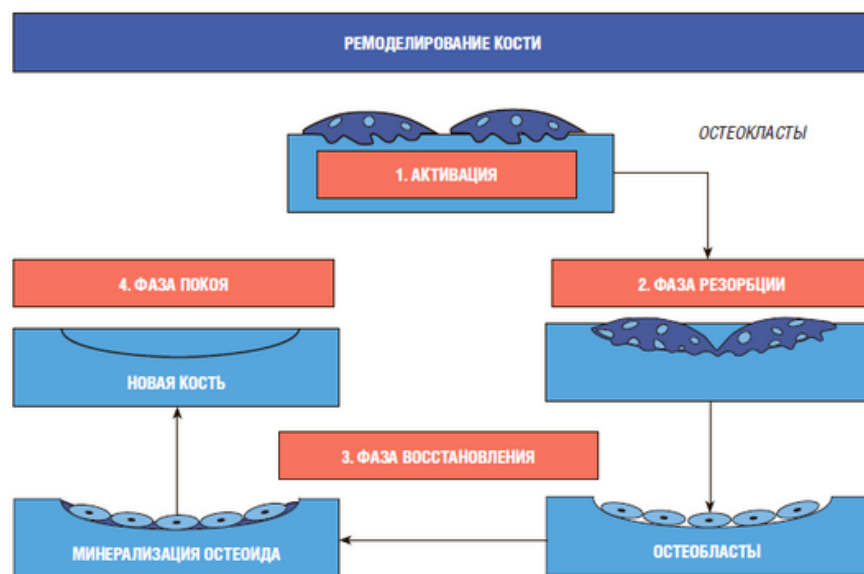 РЕМОДЕЛИРОВАНИЕ КОСТИ
ОСТЕОКЛАСТЫ
1. АКТИВАЦИЯ
4. ФАЗА ПОКОЯ
2. ФАЗА РЕЗОРБЦИИ
НОВАЯ КОСТЬ
3. ФАЗА ВОССТАНОВЛЕНИЯ
МИНЕРАЛИЗАЦИЯ ОСТЕОИДА
ОСТЕОБЛАСТЫ